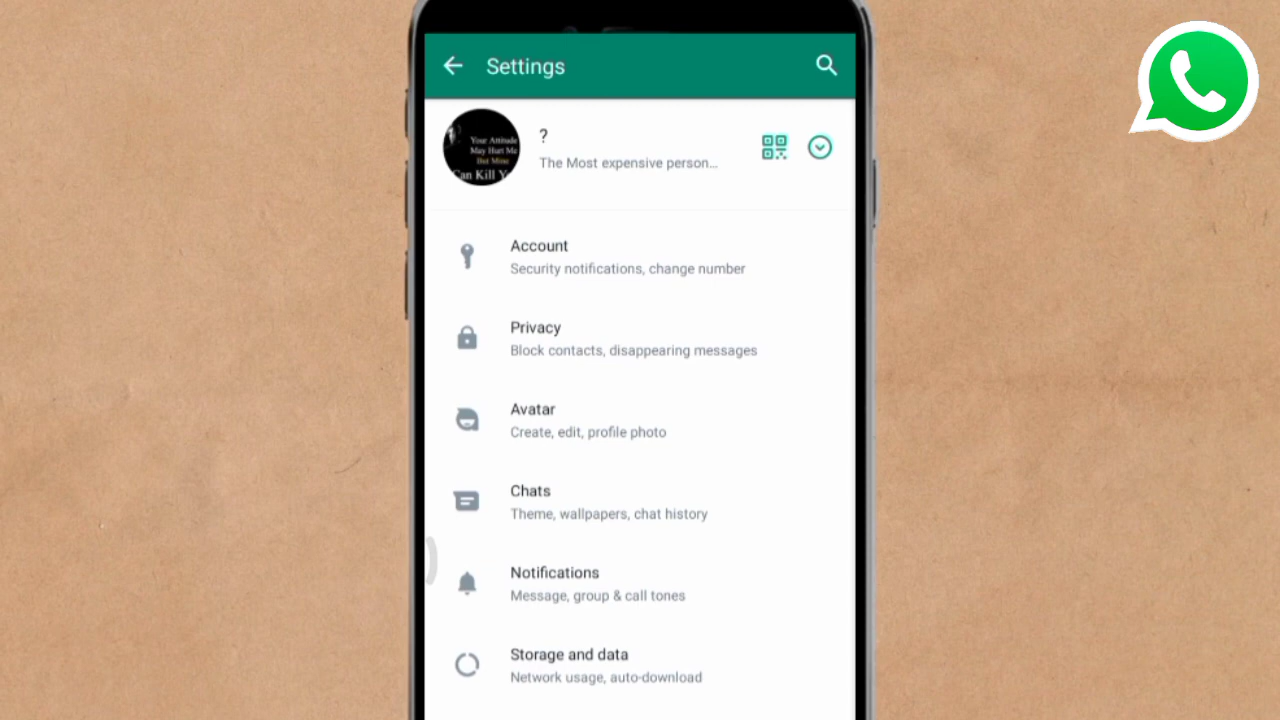 Settings
?
The Most expensive person...
Your Attitude
May Hurt Me
But Mine
Can Kill Y
Account
Security notifications, change number
Privacy
Block contacts, disappearing messages
Avatar
Create, edit, profile photo
Chats
Theme, wallpapers, chat history
Notifications
Message, group & call tones
Storage and data
Network usage, auto-download